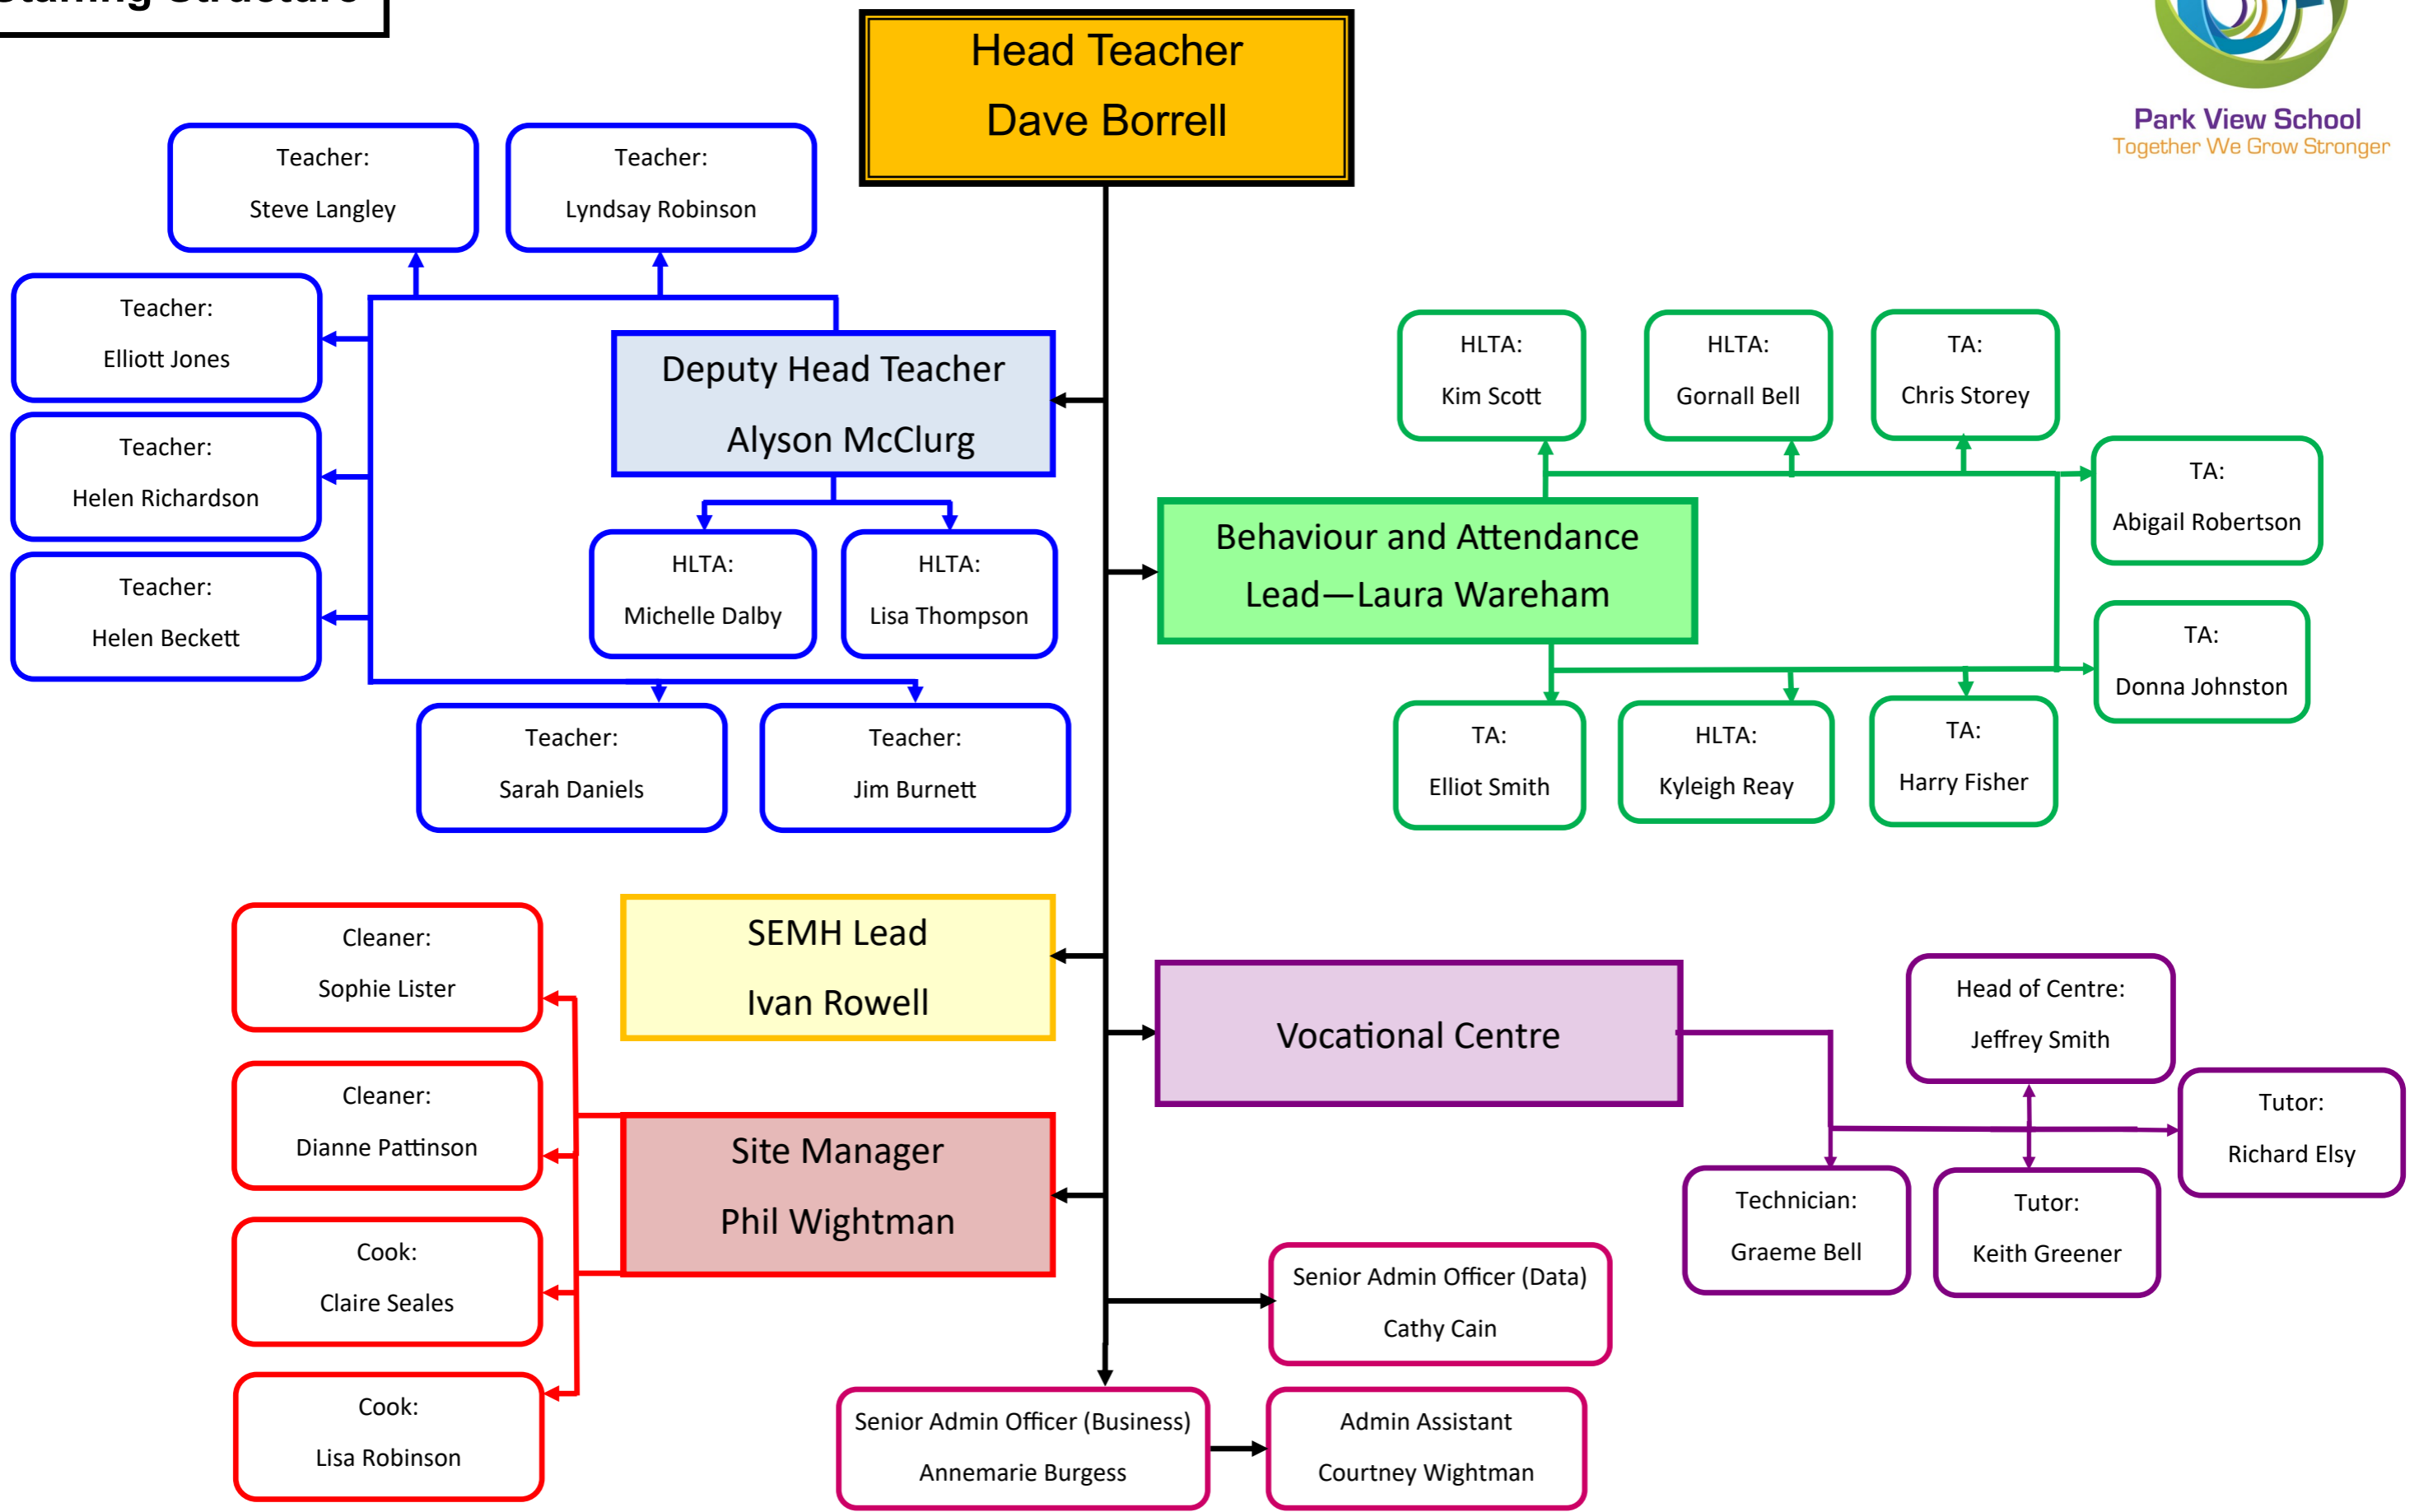 Staffing Structure
Head Teacher
Dave Borrell
Park View School
Together We Grow Stronger
Teacher:
Steve Langley
Teacher:
Lyndsay Robinson
Teacher:
Elliott Jones
Teacher:
Helen Richardson
Teacher:
Helen Beckett
Deputy Head Teacher
Alyson McClurg
HLTA:
Michelle Dalby
HLTA:
Lisa Thompson
Teacher:
Sarah Daniels
Teacher:
Jim Burnett
HLTA:
Kim Scott
HLTA:
Gornall Bell
TA:
Chris Storey
TA:
Abigail Robertson
Behaviour and Attendance
Lead—Laura Wareham
TA:
Donna Johnston
TA:
Elliot Smith
HLTA:
Kyleigh Reay
TA:
Harry Fisher
SEMH Lead
Ivan Rowell
Cleaner:
Sophie Lister
Cleaner:
Dianne Pattinson
Cook:
Claire Seales
Cook:
Lisa Robinson
Site Manager
Phil Wightman
Vocational Centre
Head of Centre:
Jeffrey Smith
Tutor:
Richard Elsy
Technician:
Graeme Bell
Tutor:
Keith Greener
Senior Admin Officer (Data)
Cathy Cain
Senior Admin Officer (Business)
Annemarie Burgess
Admin Assistant
Courtney Wightman